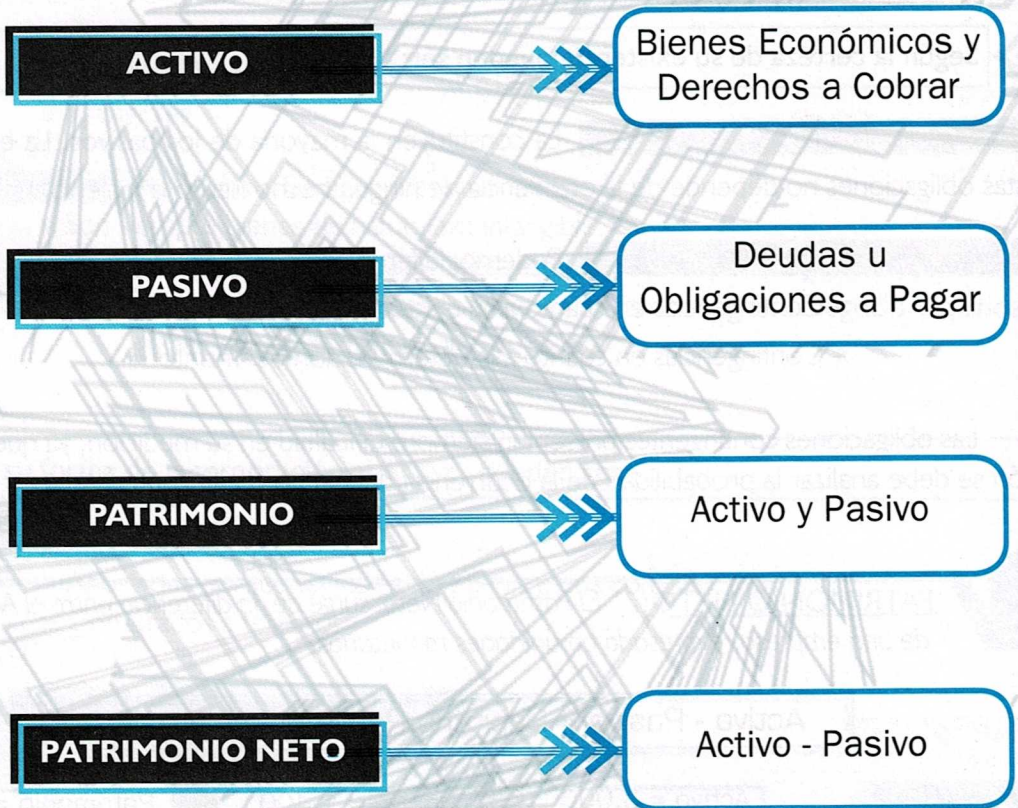 ACTIVO
Bienes Económicos y
Derechos a Cobrar
PASIVO
Deudas u
Obligaciones a Pagar
PATRIMONIO
Activo y Pasivo
PATRIMONIO NETO
Activo - Pasivo